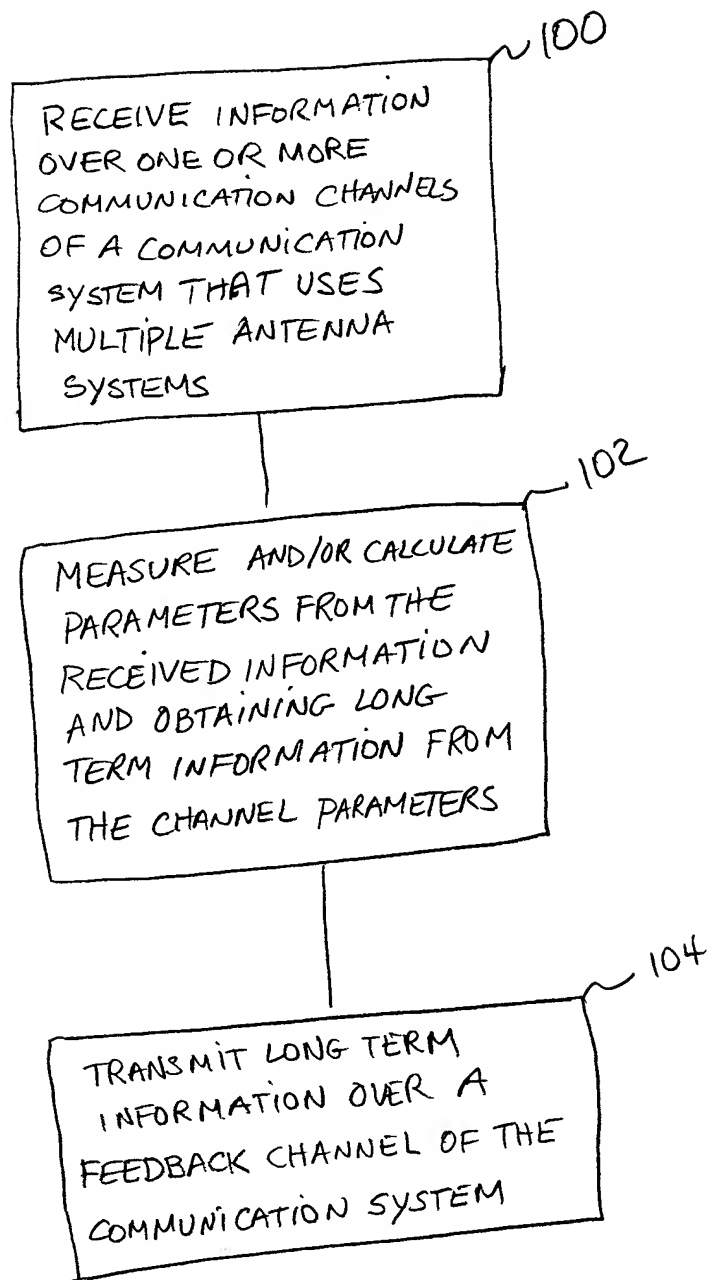 100
RECEIVE INFORMATION
OVER ONE OR MORE
COMMUNICATION CHANNELS
OF A COMMUNICATION
SYSTEM THAT USES
MULTIPLE ANTENNA
SYSTEMS
102
MEASURE AND/OR CALCULATE
PARAMETERS FROM THE
RECEIVED INFORMATION
AND OBTAINING LONG
TERM INFORMATION FROM
THE CHANNEL PARAMETERS
104
TRANSMIT LONG TERM
INFORMATION OVER A
FEEDBACK CHANNEL OF THE
COMMUNICATION SYSTEM